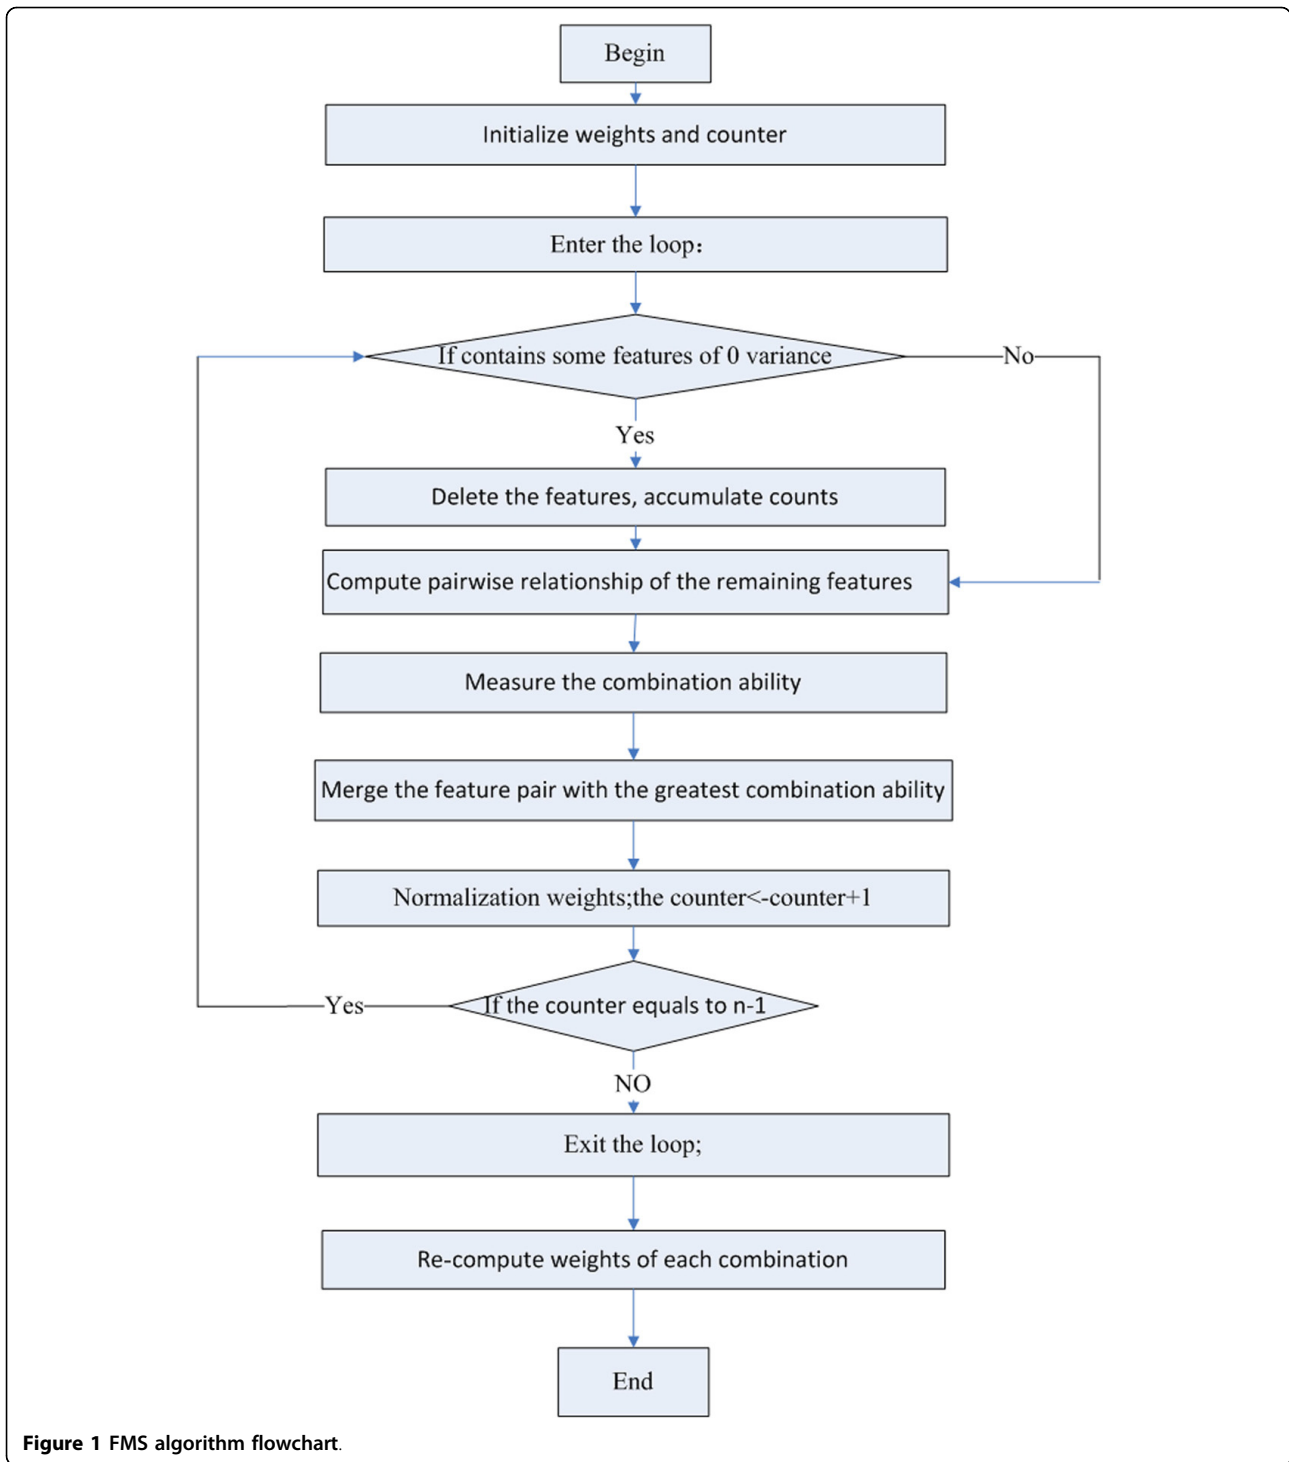 Begin
Initialize weights and counter
Enter the loop:
If contains some features of 0 variance
No
Yes
Delete the features, accumulate counts
Compute pairwise relationship of the remaining features
Measure the combination ability
Merge the feature pair with the greatest combination ability
Normalization weights;the counter<-counter+1
If the counter equals to n-1
Yes
NO
Exit the loop;
Re-compute weights of each combination
End
Figure 1 FMS algorithm flowchart.